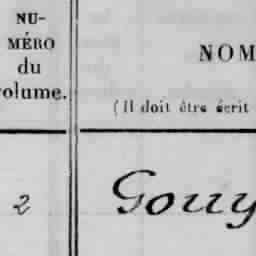 NU-
MÉRO
du
volume.
NOM
(Il doit être écrit
2
Gouy